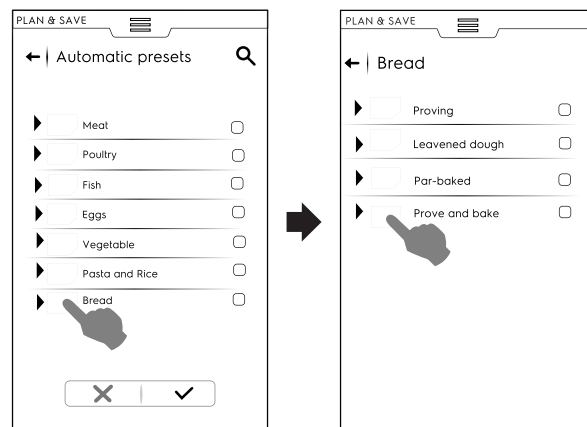 PLAN & SAVE
Automatic presets
Meat
Poultry
Fish
Eggs
Vegetable
Pasta and Rice
Bread
PLAN & SAVE
Bread
Proving
Leavened dough
Par-baked
Prove and bake